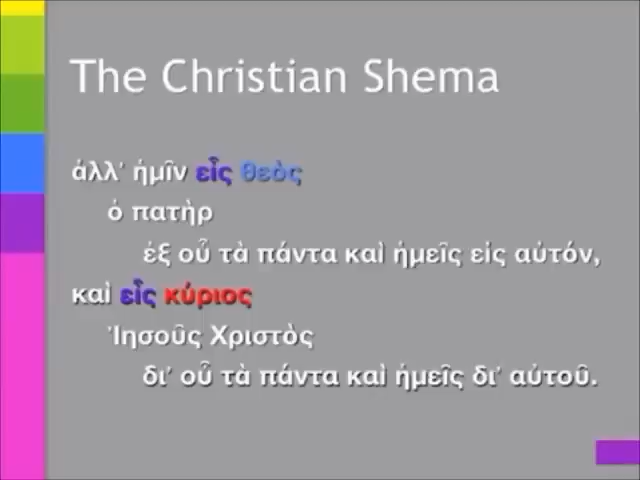 The Christian Shema
ἀλλ᾽ ἡμῖν εἷς θεὸς
ὁ πατὴρ
ἐξ οὗ τὰ πάντα καὶ ἡμεῖς εἰς αὐτόν,
καὶ εἷς κύριος
Ἰησοῦς Χριστὸς
δι᾽ οὗ τὰ πάντα καὶ ἡμεῖς δι᾽ αὐτοῦ.